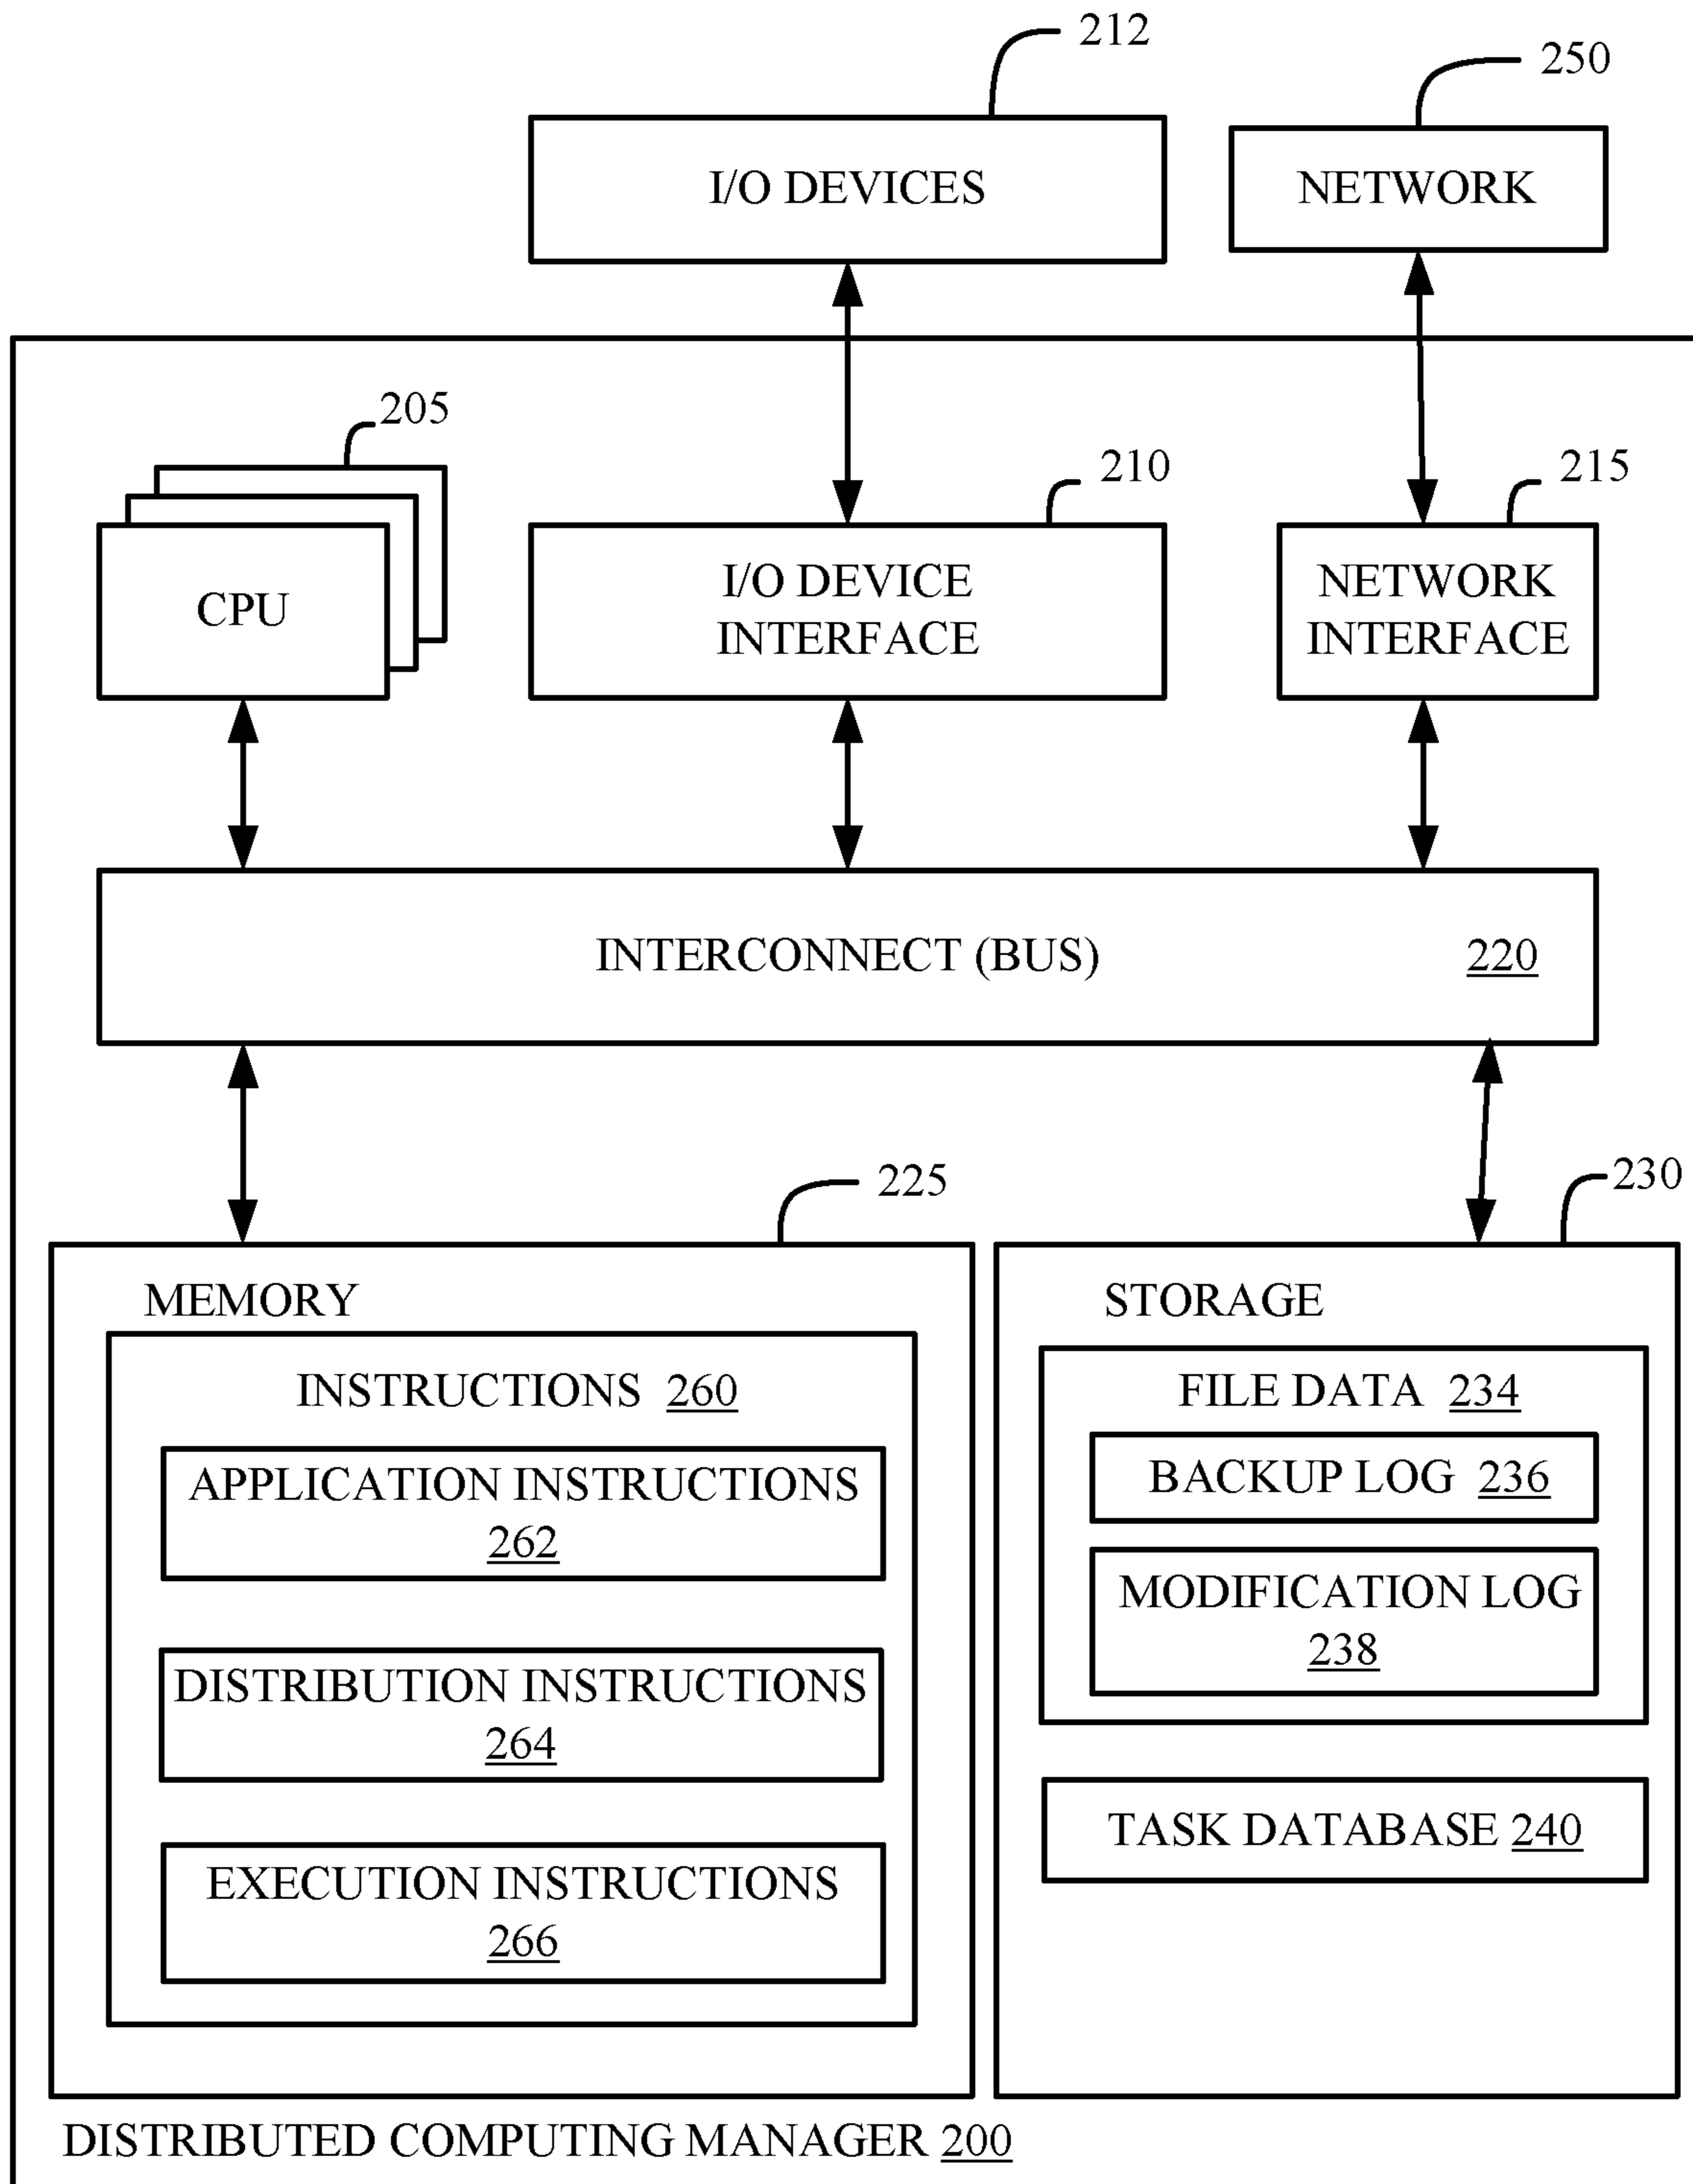 212
250
I/O DEVICES
NETWORK
205
210
215
CPU
I/O DEVICE
INTERFACE
NETWORK
INTERFACE
INTERCONNECT (BUS) 220
225
230
MEMORY
INSTRUCTIONS 260
APPLICATION INSTRUCTIONS
262
DISTRIBUTION INSTRUCTIONS
264
EXECUTION INSTRUCTIONS
266
STORAGE
FILE DATA 234
BACKUP LOG 236
MODIFICATION LOG
238
TASK DATABASE 240
DISTRIBUTED COMPUTING MANAGER 200